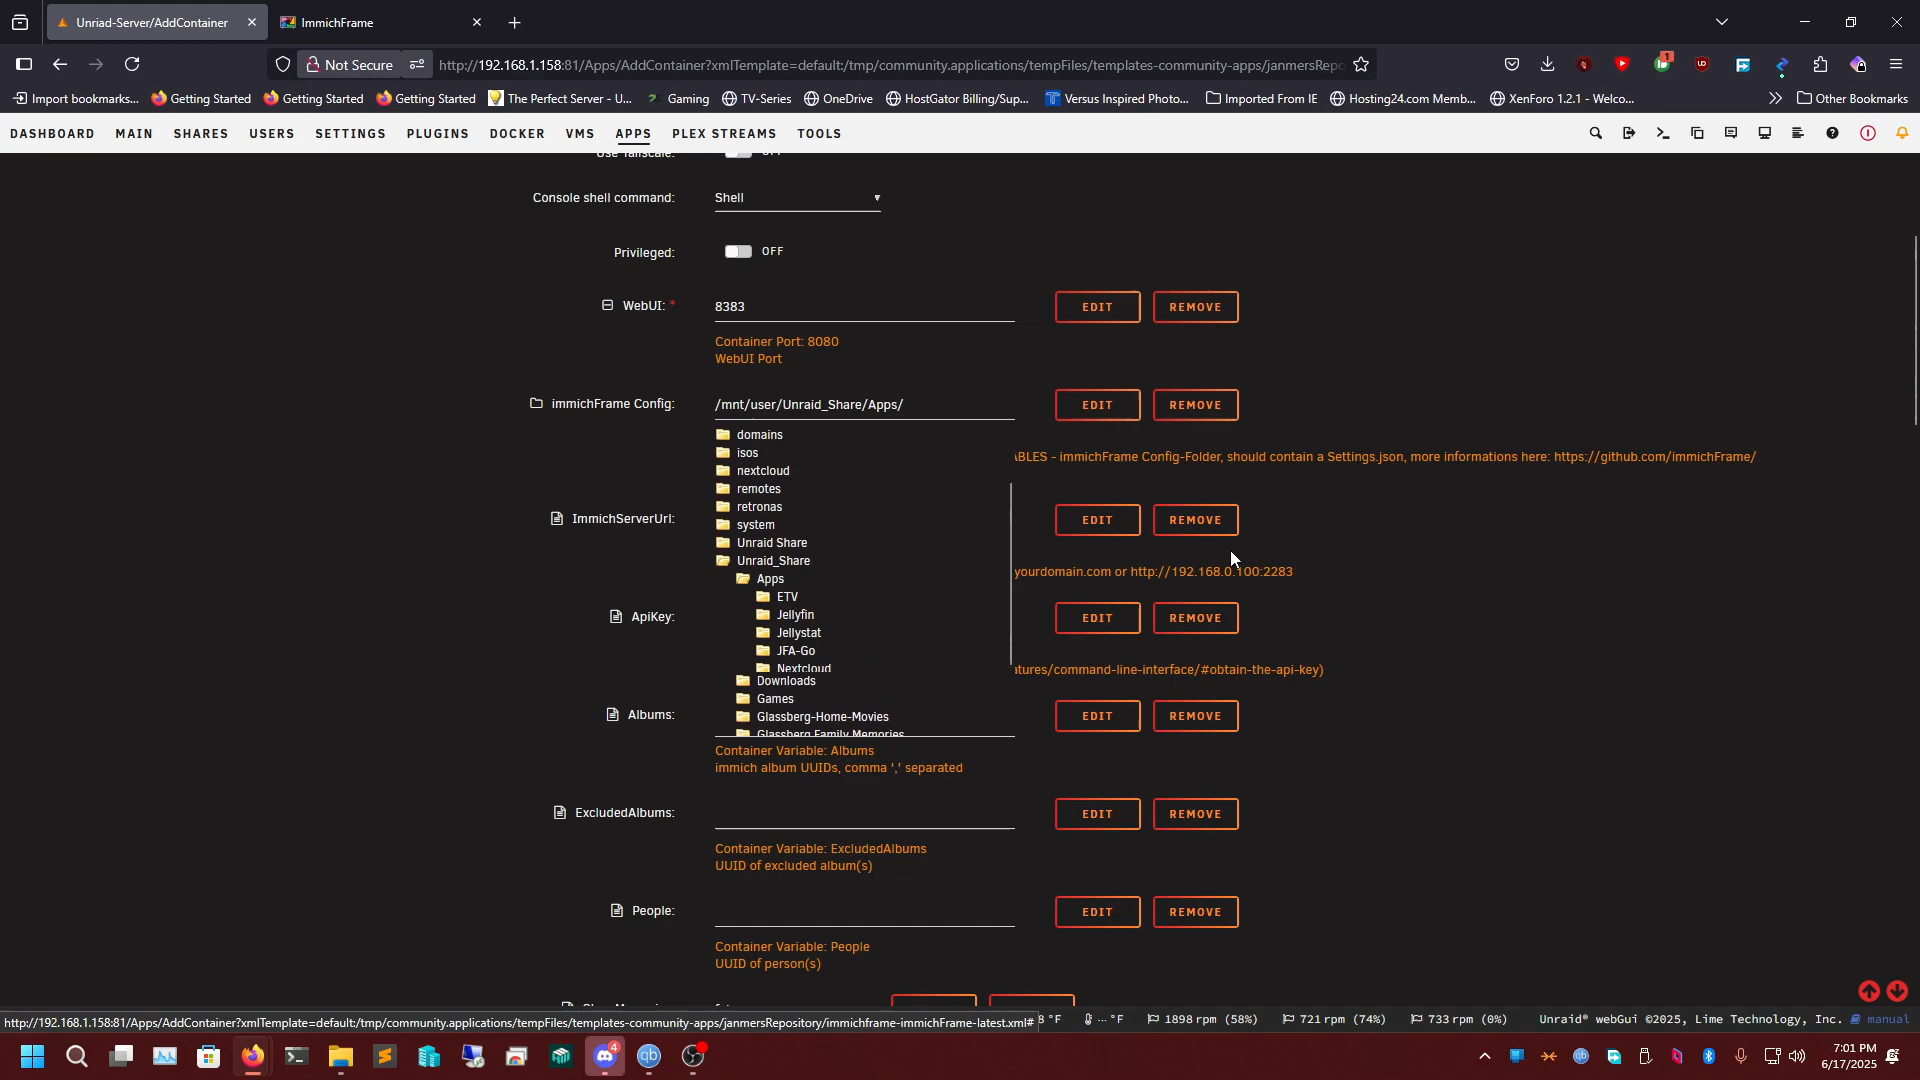 Unriad-Server/AddContainer
ImmichFrame
Not Secure
http://192.168.1.158:81/Apps/AddContainer?xmlTemplate=default:/tmp/community.applications/tempFiles/templates-community-apps/janmersRepo
Import bookmarks...
Getting Started
Getting Started
Getting Started
The Perfect Server - U...
Gaming
TV-Series
OneDrive
HostGator Billing/Sup...
Versus Inspired Photo...
Imported From IE
Hosting24.com Memb...
XenForo 1.2.1 - Welco...
Other Bookmarks
DASHBOARD MAIN SHARES USERS SETTINGS PLUGINS DOCKER VMS APPS PLEX STREAMS TOOLS
Use Tailscale: OFF
Console shell command: Shell
Privileged: OFF
WebUI: * 8383 EDIT REMOVE
Container Port: 8080
WebUI Port
immichFrame Config: /mnt/user/Unraid_Share/Apps/ EDIT REMOVE
domains
isos
ABLES - immichFrame Config-Folder, should contain a Settings.json, more informations here: https://github.com/immichFrame/
nextcloud
remotes
retronas
ImmichServerUrl: EDIT REMOVE
system
Unraid Share
Unraid_Share
yourdomain.com or http://192.168.0.100:2283
Apps
ETV
ApiKey: EDIT REMOVE
Jellyfin
Jellystat
JFA-Go
Nextcloud
atures/command-line-interface/#obtain-the-api-key)
Downloads
Games
Albums: EDIT REMOVE
Glassberg-Home-Movies
Glassberg Family Memories
Container Variable: Albums
immich album UUIDs, comma ',' separated
ExcludedAlbums: EDIT REMOVE
Container Variable: ExcludedAlbums
UUID of excluded album(s)
People: EDIT REMOVE
Container Variable: People
UUID of person(s)
http://192.168.1.158:81/Apps/AddContainer?xmlTemplate=default:/tmp/community.applications/tempFiles/templates-community-apps/janmersRepository/immichframe-immichFrame-latest.xml#
8 °F
-- °F
1898 rpm (58%)
721 rpm (74%)
733 rpm (0%)
Unraid® webGui ©2025, Lime Technology, Inc. manual
7:01 PM
6/17/2025